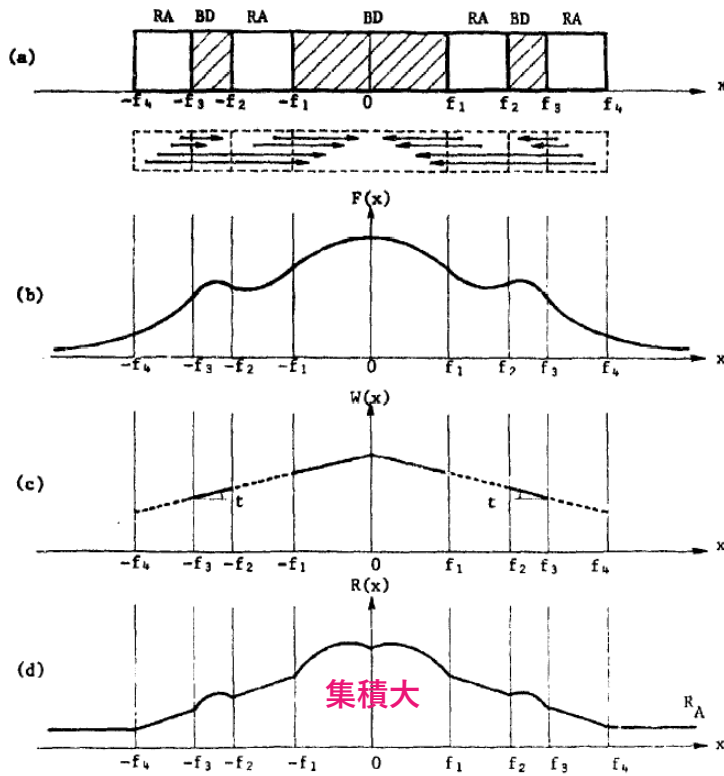 RA BD RA BD RA BD RA
(a)
-f4 -f3 -f2 -f1 0 f1 f2 f3 f4 x
F(x)
(b)
-f4 -f3 -f2 -f1 0 f1 f2 f3 f4 x
W(x)
(c)
t t
-f4 -f3 -f2 -f1 0 f1 f2 f3 f4 x
R(x)
(d)
集積大
RA
-f4 -f3 -f2 -f1 0 f1 f2 f3 f4 x